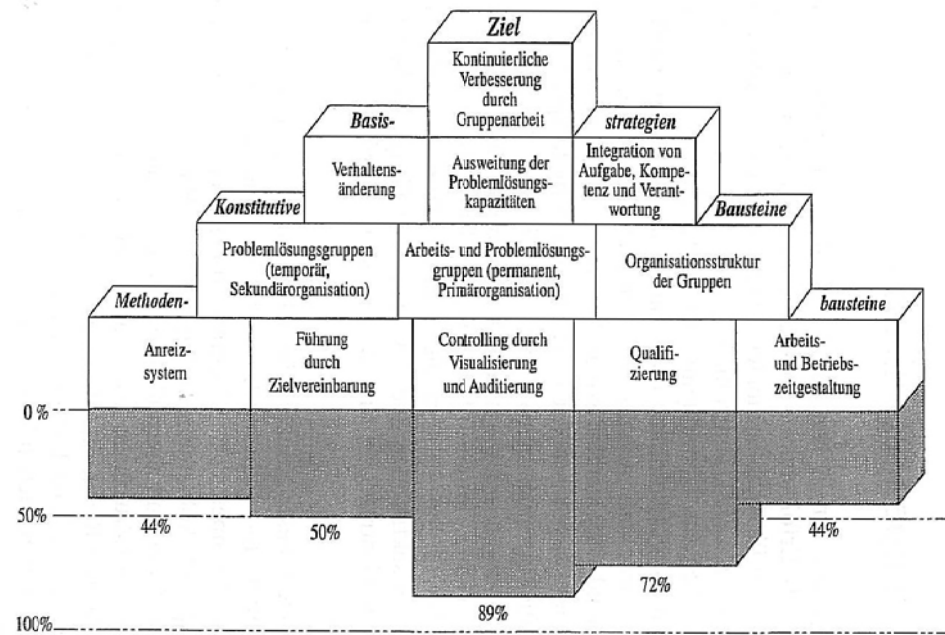 Ziel
Kontinuierliche
Verbesserung
durch
Gruppenarbeit
Basis-
strategien
Verhaltens-
änderung
Ausweitung der
Problemlösungs-
kapazitäten
Integration von
Aufgabe, Kompe-
tenz und Verant-
wortung
Konstitutive
Bausteine
Problemlösungsgruppen
(temporär,
Sekundärorganisation)
Arbeits- und Problemlösungs-
gruppen (permanent,
Primärorganisation)
Organisationsstruktur
der Gruppen
Methoden-
bausteine
Anreiz-
system
Führung
durch
Zielvereinbarung
Controlling durch
Visualisierung
und Auditierung
Qualifi-
zierung
Arbeits-
und Betriebs-
zeitgestaltung
0 %
50%
44%
50%
89%
72%
44%
100%